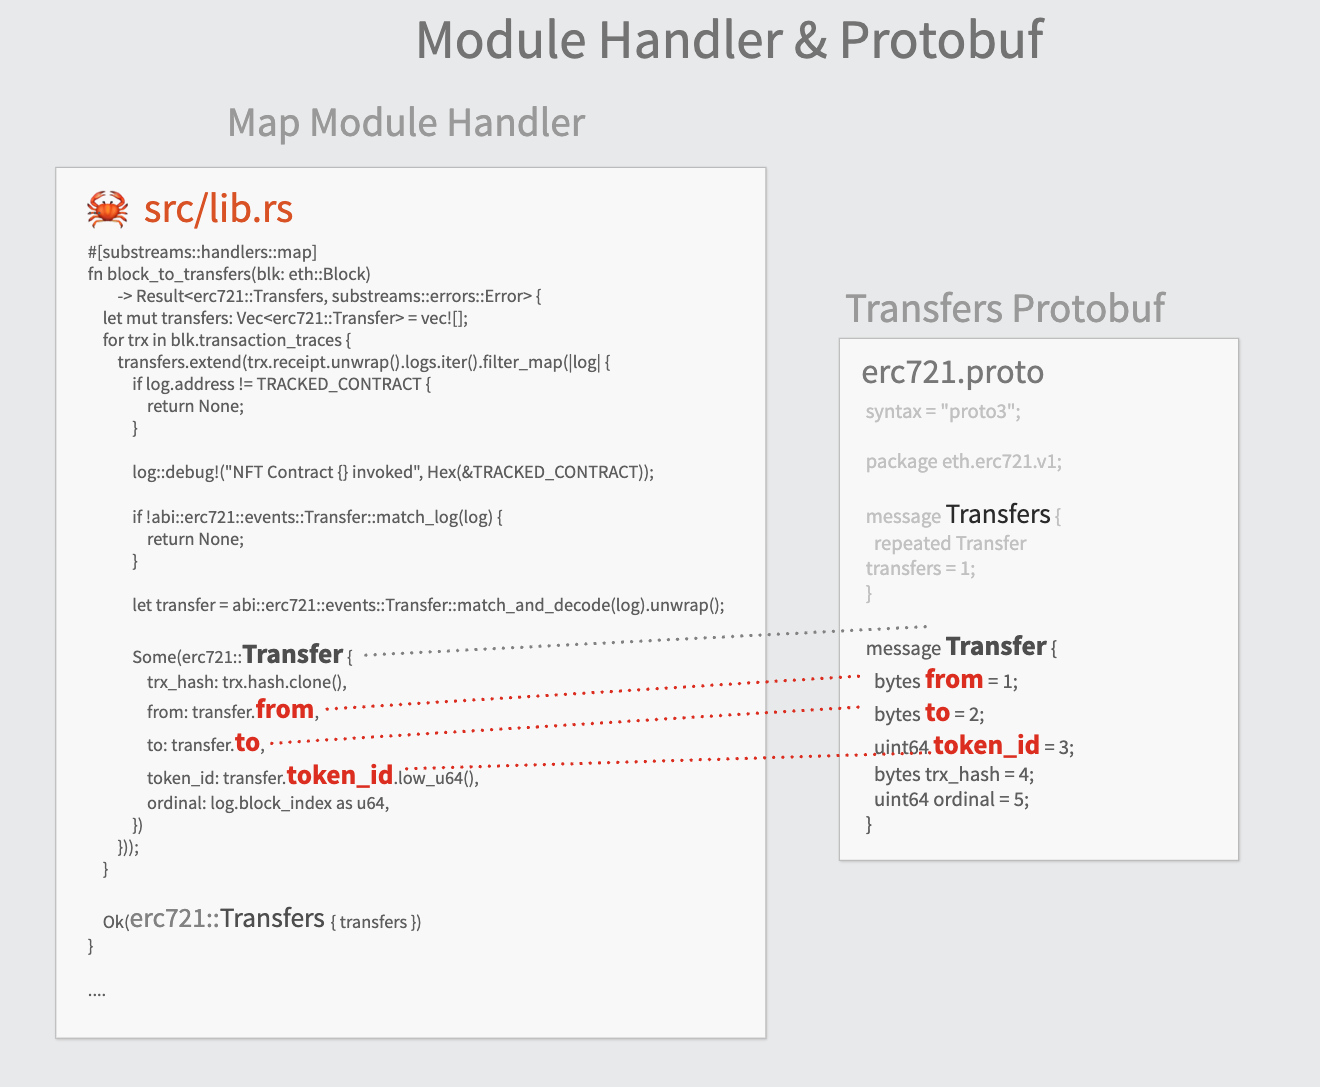 Module Handler & Protobuf
Map Module Handler
src/lib.rs
#[substreams::handlers::map]
fn block_to_transfers(blk: eth::Block)
-> Result<erc721::Transfers, substreams::errors::Error> {
let mut transfers: Vec<erc721::Transfer> = vec![];
for trx in blk.transaction_traces {
transfers.extend(trx.receipt.unwrap().logs.iter().filter_map(|log| {
if log.address != TRACKED_CONTRACT {
return None;
}
log::debug!("NFT Contract {} invoked", Hex(&TRACKED_CONTRACT));
if !abi::erc721::events::Transfer::match_log(log) {
return None;
}
let transfer = abi::erc721::events::Transfer::match_and_decode(log).unwrap();
Some(erc721::Transfer {
trx_hash: trx.hash.clone(),
from: transfer.from,
to: transfer.to,
token_id: transfer.token_id.low_u64(),
ordinal: log.block_index as u64,
})
}));
}
Ok(erc721::Transfers { transfers })
}
....
Transfers Protobuf
erc721.proto
syntax = "proto3";
package eth.erc721.v1;
message Transfers {
repeated Transfer
transfers = 1;
}
message Transfer {
bytes from = 1;
bytes to = 2;
uint64 token_id = 3;
bytes trx_hash = 4;
uint64 ordinal = 5;
}